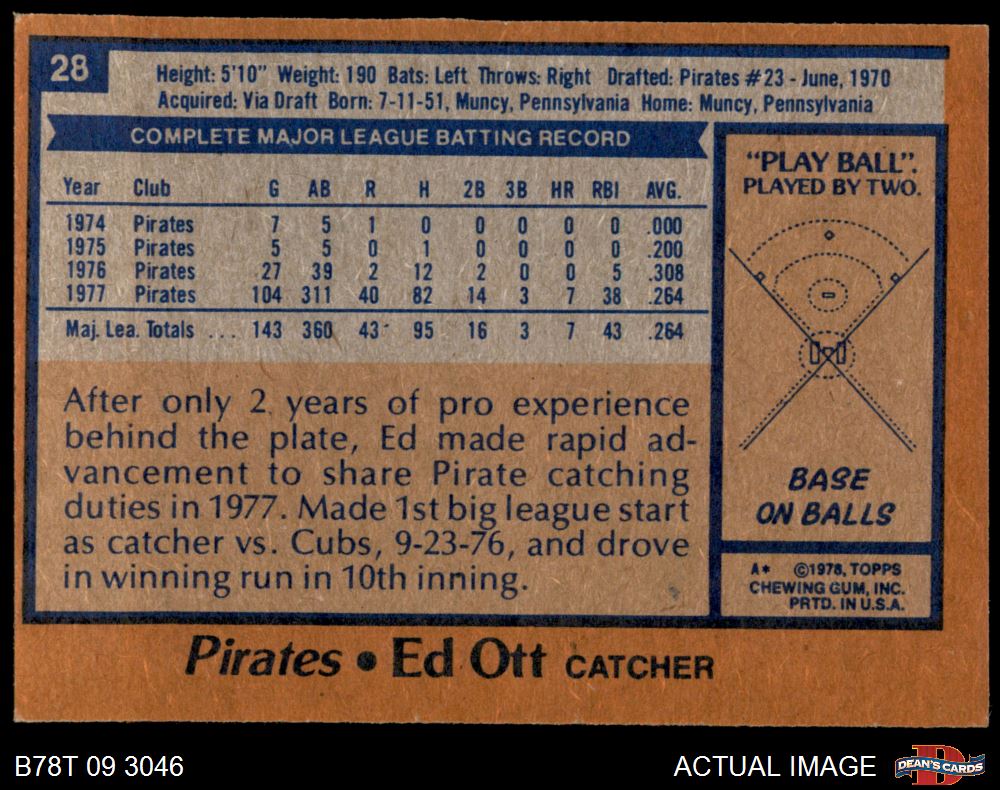 28
Height: 5'10" Weight: 190 Bats: Left Throws: Right Drafted: Pirates #23 - June, 1970
Acquired: Via Draft Born: 7-11-51, Muncy, Pennsylvania Home: Muncy, Pennsylvania
COMPLETE MAJOR LEAGUE BATTING RECORD
Year Club G AB R H 2B 3B HR RBI AVG.
1974 Pirates 7 5 1 0 0 0 0 0 .000
1975 Pirates 5 5 0 1 0 0 0 0 .200
1976 Pirates 27 39 2 12 2 0 0 5 .308
1977 Pirates 104 311 40 82 14 3 7 38 .264
Maj. Lea. Totals ... 143 360 43 95 16 3 7 43 .264
After only 2 years of pro experience
behind the plate, Ed made rapid ad-
vancement to share Pirate catching
duties in 1977. Made 1st big league start
as catcher vs. Cubs, 9-23-76, and drove
in winning run in 10th inning.
"PLAY BALL".
PLAYED BY TWO.
BASE
ON BALLS
A* ©1978, TOPPS
CHEWING GUM, INC.
PRTD. IN U.S.A.
Pirates • Ed Ott CATCHER
B78T 09 3046
ACTUAL IMAGE
DEAN'S CARDS